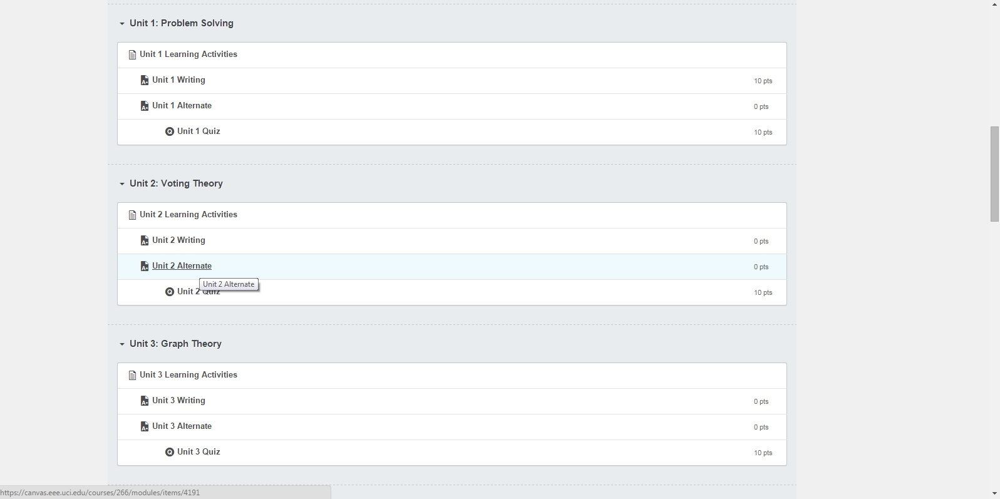 Unit 1: Problem Solving
Unit 1 Learning Activities
Unit 1 Writing
10 pts
Unit 1 Alternate
0 pts
Unit 1 Quiz
10 pts
Unit 2: Voting Theory
Unit 2 Learning Activities
Unit 2 Writing
0 pts
Unit 2 Alternate
0 pts
Unit 2 Alternate
Unit 2 Quiz
10 pts
Unit 3: Graph Theory
Unit 3 Learning Activities
Unit 3 Writing
0 pts
Unit 3 Alternate
0 pts
Unit 3 Quiz
10 pts
https://canvas.eee.uci.edu/courses/266/modules/items/4191